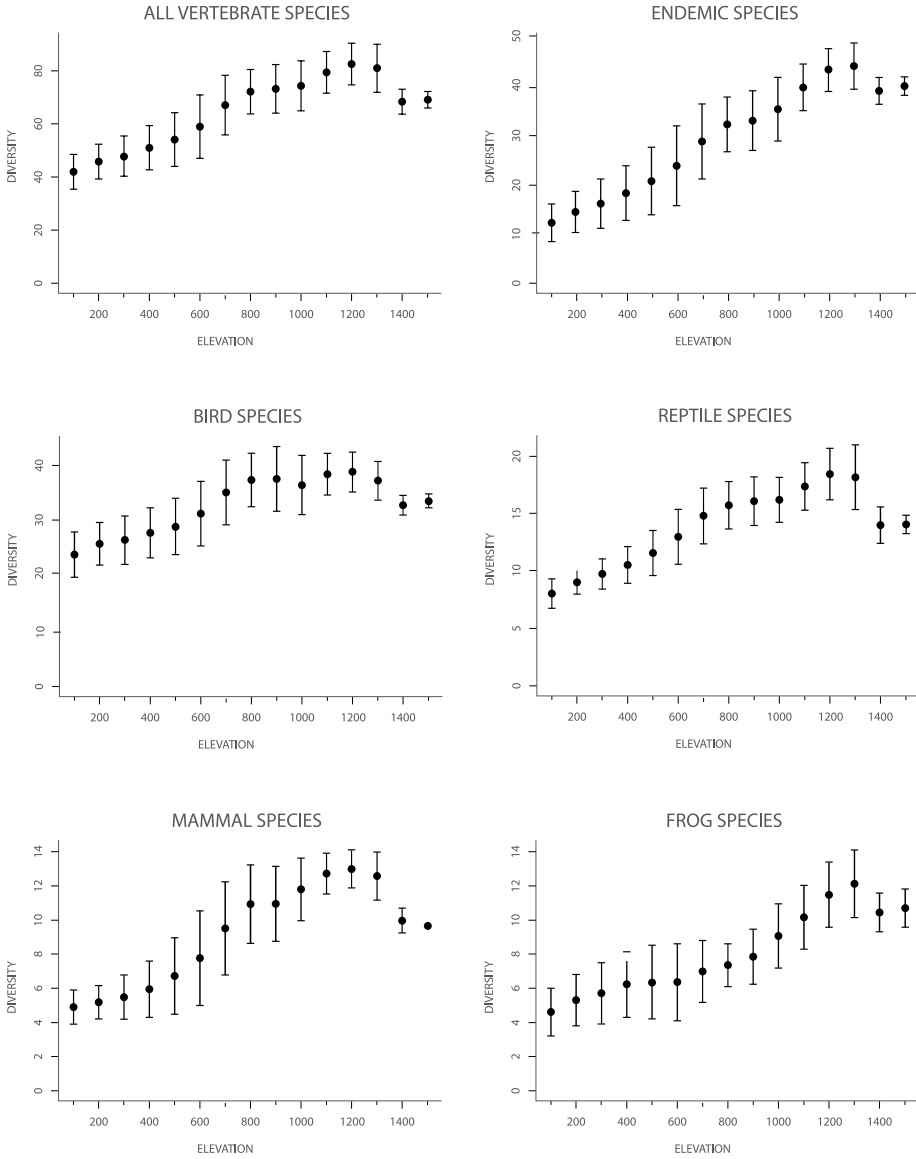 ALL VERTEBRATE SPECIES
DIVERSITY
80
60
40
20
0
200 400 600 800 1000 1200 1400
ELEVATION
ENDEMIC SPECIES
DIVERSITY
50
40
30
20
10
0
200 400 600 800 1000 1200 1400
ELEVATION
BIRD SPECIES
DIVERSITY
40
30
20
10
0
200 400 600 800 1000 1200 1400
ELEVATION
REPTILE SPECIES
DIVERSITY
20
15
10
5
0
200 400 600 800 1000 1200 1400
ELEVATION
MAMMAL SPECIES
DIVERSITY
14
12
10
8
6
4
2
0
200 400 600 800 1000 1200 1400
ELEVATION
FROG SPECIES
DIVERSITY
14
12
10
8
6
4
2
0
200 400 600 800 1000 1200 1400
ELEVATION